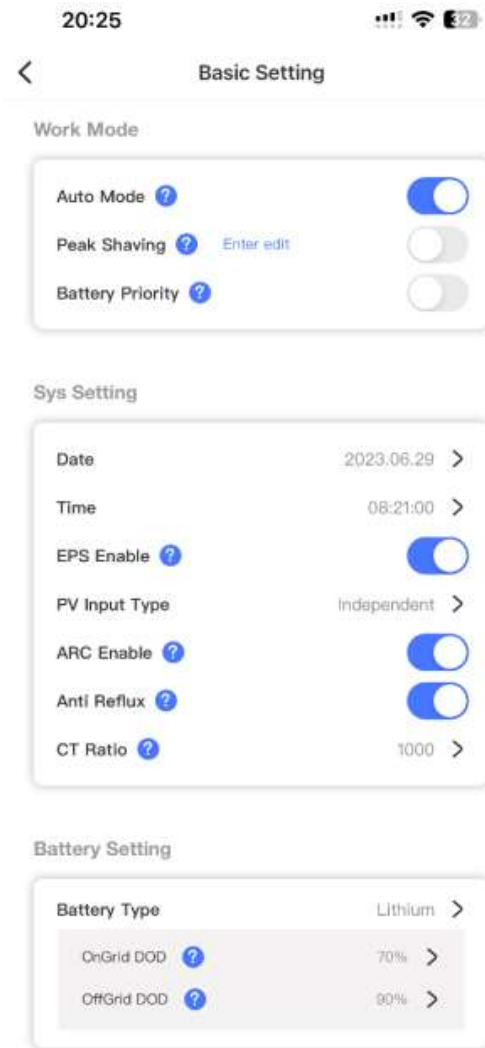 20:25
32
Basic Setting
Work Mode
Auto Mode ?
Peak Shaving ? Enter edit
Battery Priority ?
Sys Setting
Date 2023.06.29
Time 08:21:00
EPS Enable ?
PV Input Type Independent
ARC Enable ?
Anti Reflux ?
CT Ratio ? 1000
Battery Setting
Battery Type Lithium
OnGrid DOD ? 70%
OffGrid DOD ? 90%